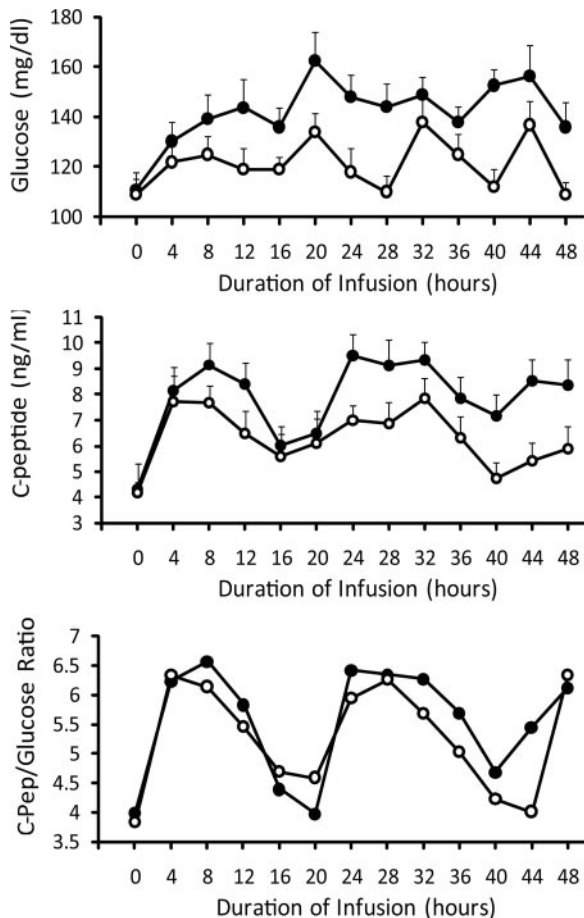 180
160
140
120
100
Glucose (mg/dl)
0 4 8 12 16 20 24 28 32 36 40 44 48
Duration of Infusion (hours)
11
10
9
8
7
6
5
4
3
C-peptide (ng/ml)
0 4 8 12 16 20 24 28 32 36 40 44 48
Duration of Infusion (hours)
7
6.5
6
5.5
5
4.5
4
3.5
C-Pep/Glucose Ratio
0 4 8 12 16 20 24 28 32 36 40 44 48
Duration of Infusion (hours)